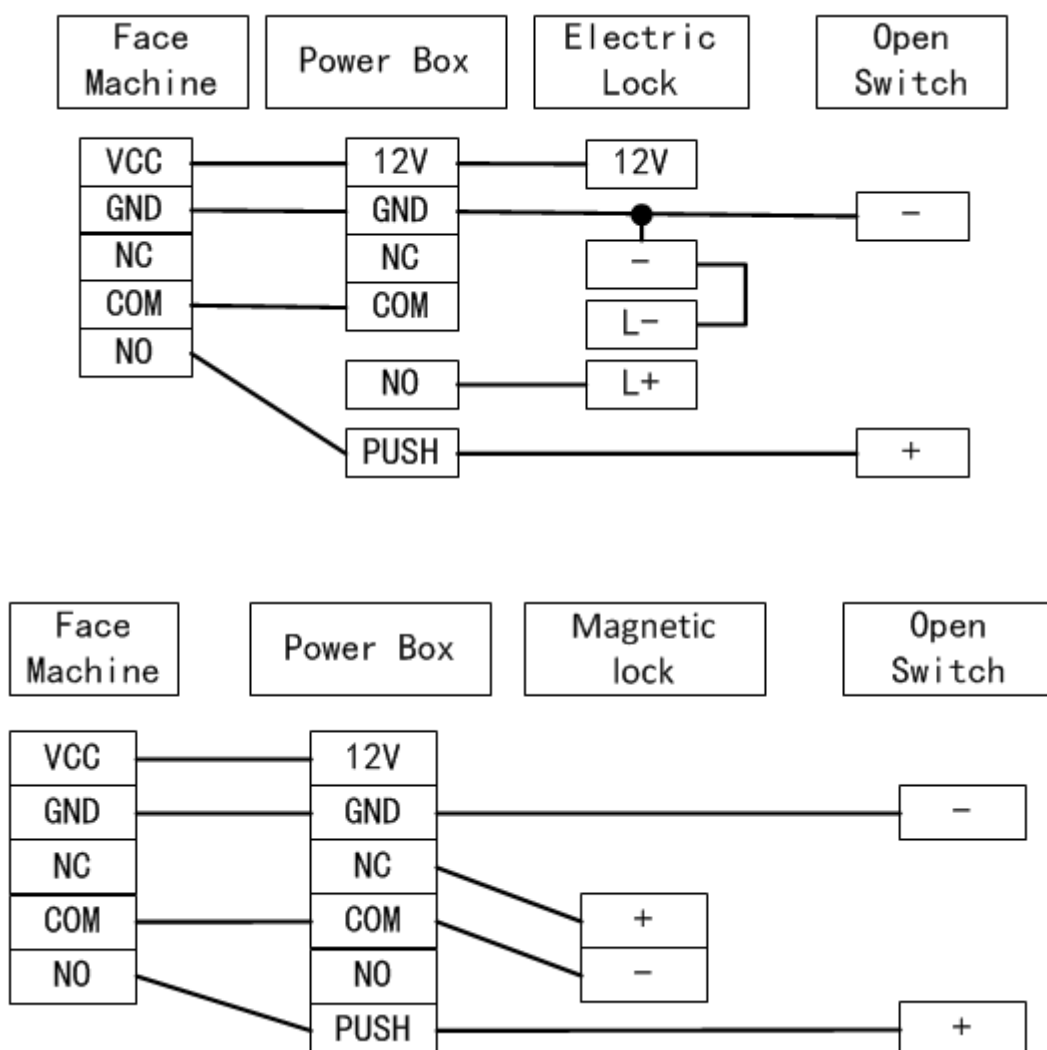 Face
Machine
Power Box
Electric
Lock
Open
Switch
VCC
12V
12V
GND
GND
-
NC
NC
-
COM
COM
L-
NO
NO
L+
PUSH
+
Face
Machine
Power Box
Magnetic
lock
Open
Switch
VCC
12V
GND
GND
-
NC
NC
COM
COM
+
NO
NO
-
PUSH
+